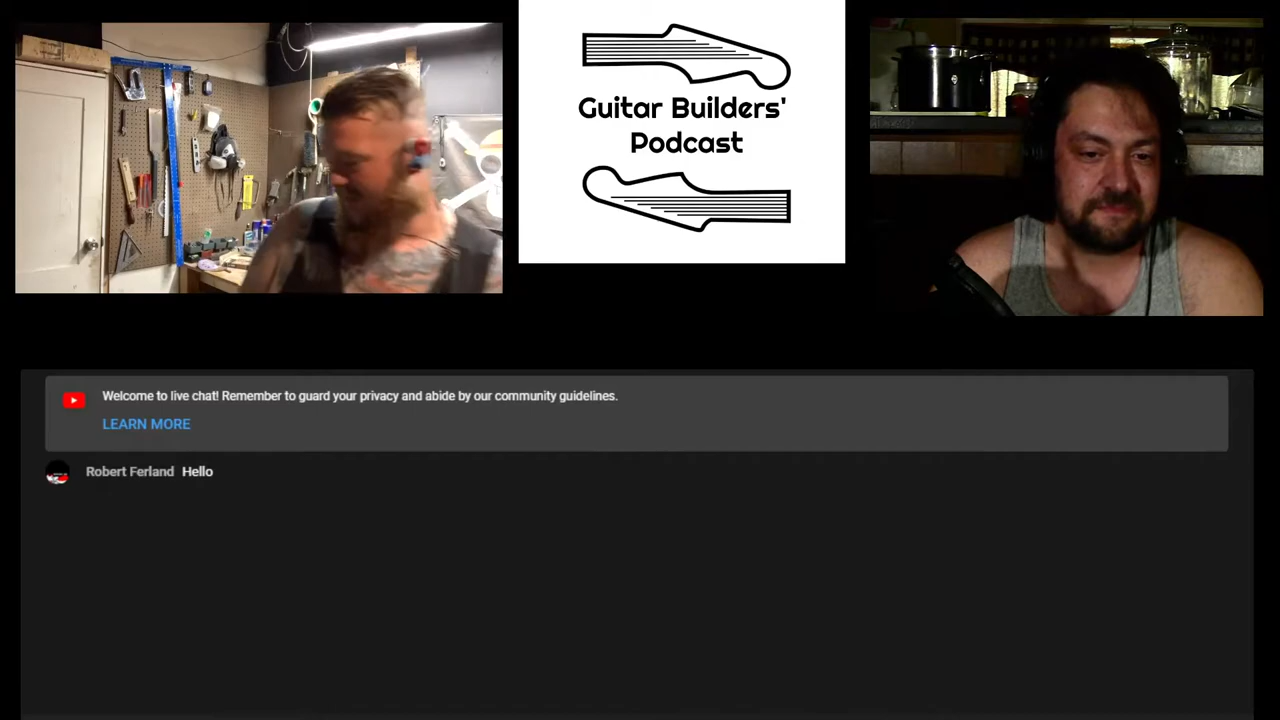 Guitar Builders'
Podcast
Welcome to live chat! Remember to guard your privacy and abide by our community guidelines.
LEARN MORE
Robert Ferland Hello